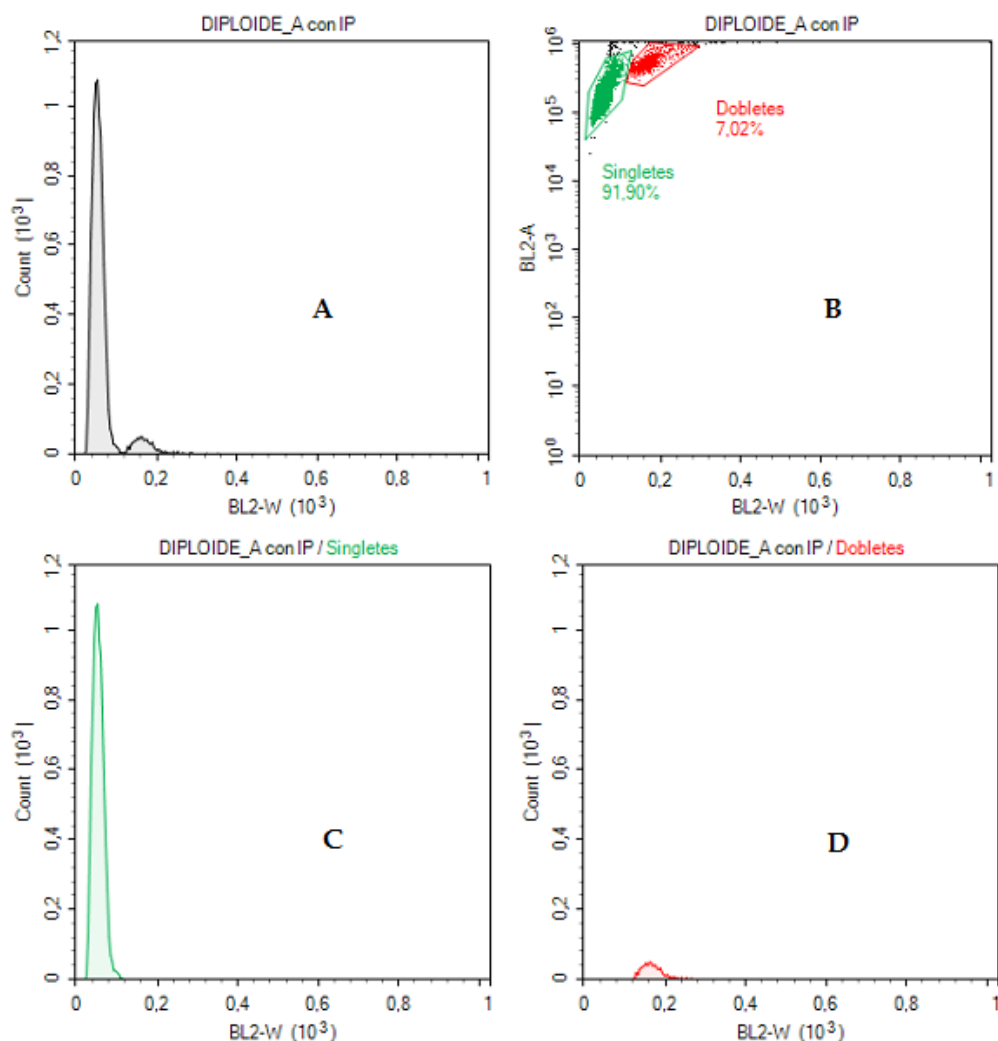 DIPLOIDE_A con IP
Count (10³)
1,2
1
0,8
0,6
0,4
0,2
0
0 0,2 0,4 0,6 0,8 1
BL2-W (10³)
A
DIPLOIDE_A con IP
BL2-A
10⁶
10⁵
10⁴
10³
10²
10¹
10⁰
Dobletes
7,02%
Singletes
91,90%
B
0 0,2 0,4 0,6 0,8 1
BL2-W (10³)
DIPLOIDE_A con IP / Singletes
Count (10³)
1,2
1
0,8
0,6
0,4
0,2
0
C
0 0,2 0,4 0,6 0,8 1
BL2-W (10³)
DIPLOIDE_A con IP / Dobletes
Count (10³)
1,2
1
0,8
0,6
0,4
0,2
0
D
0 0,2 0,4 0,6 0,8 1
BL2-W (10³)